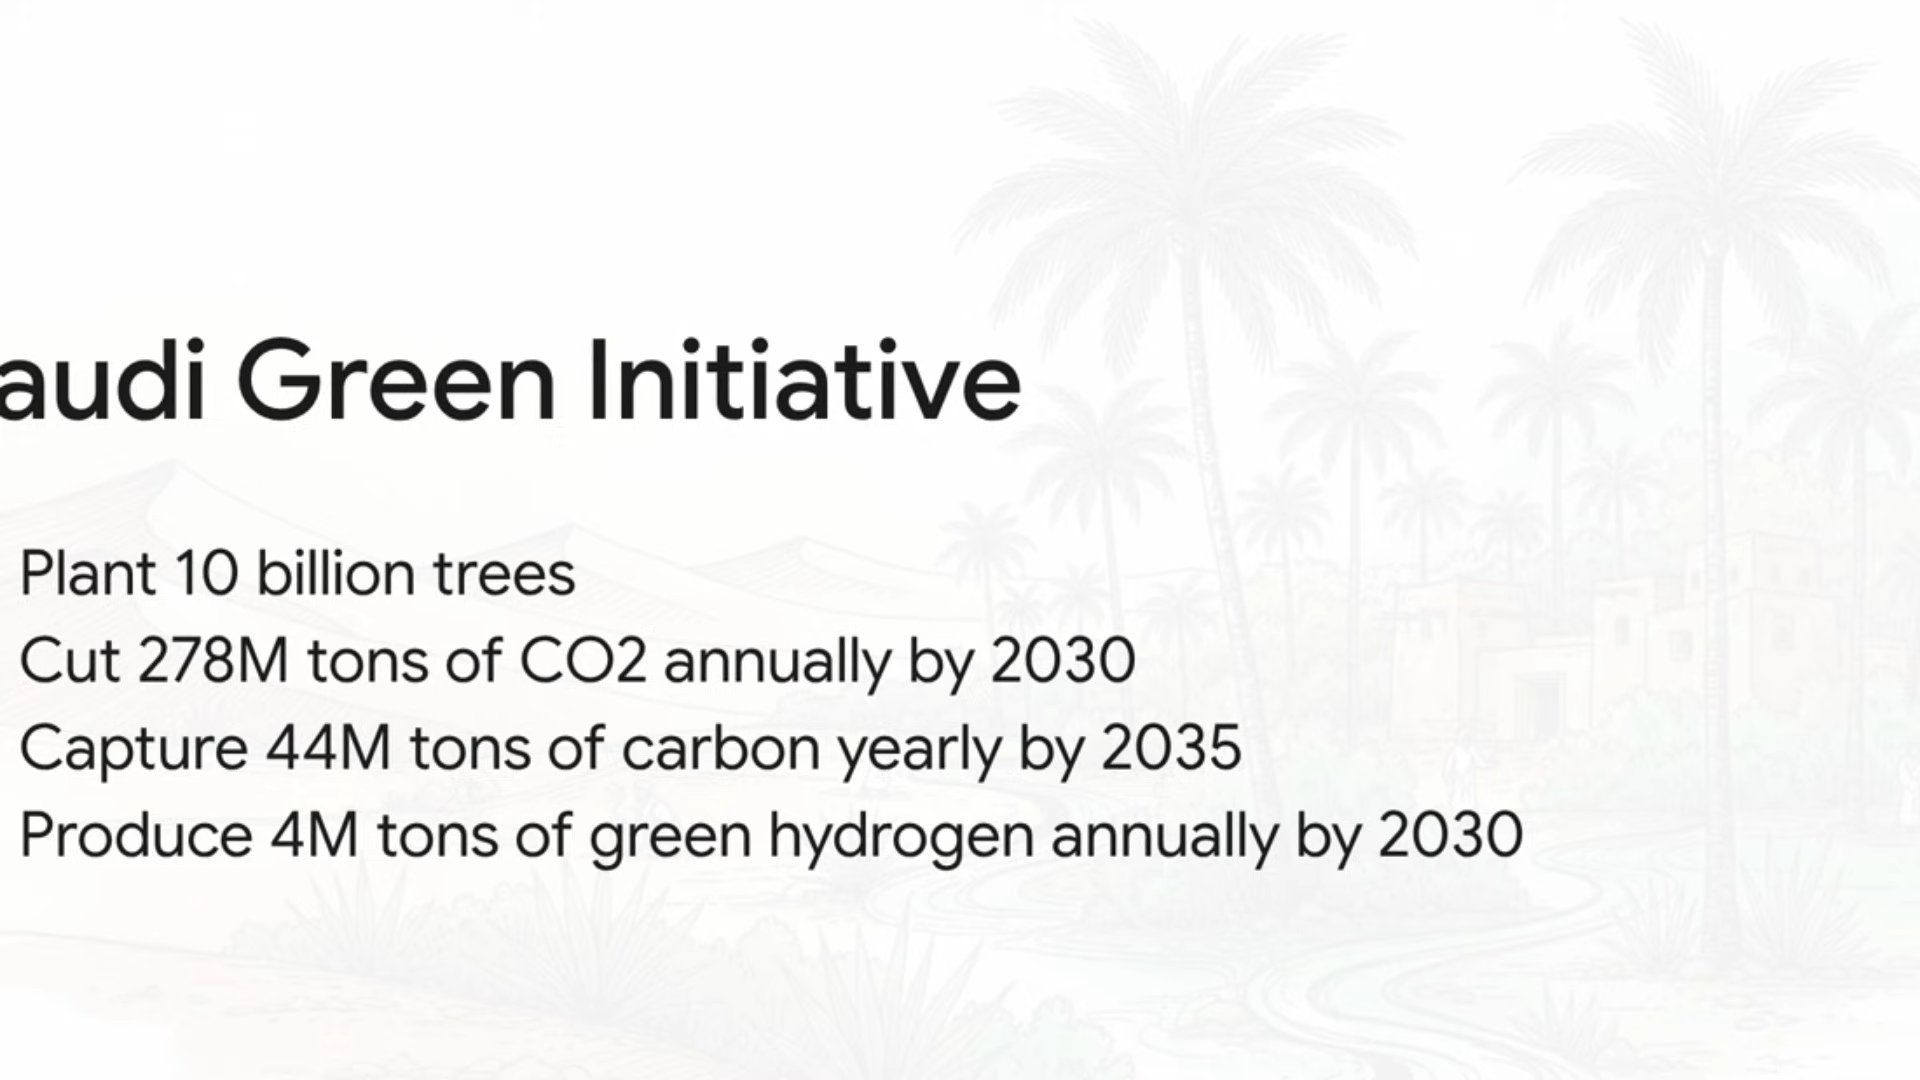 audi Green Initiative
Plant 10 billion trees
Cut 278M tons of CO2 annually by 2030
Capture 44M tons of carbon yearly by 2035
Produce 4M tons of green hydrogen annually by 2030